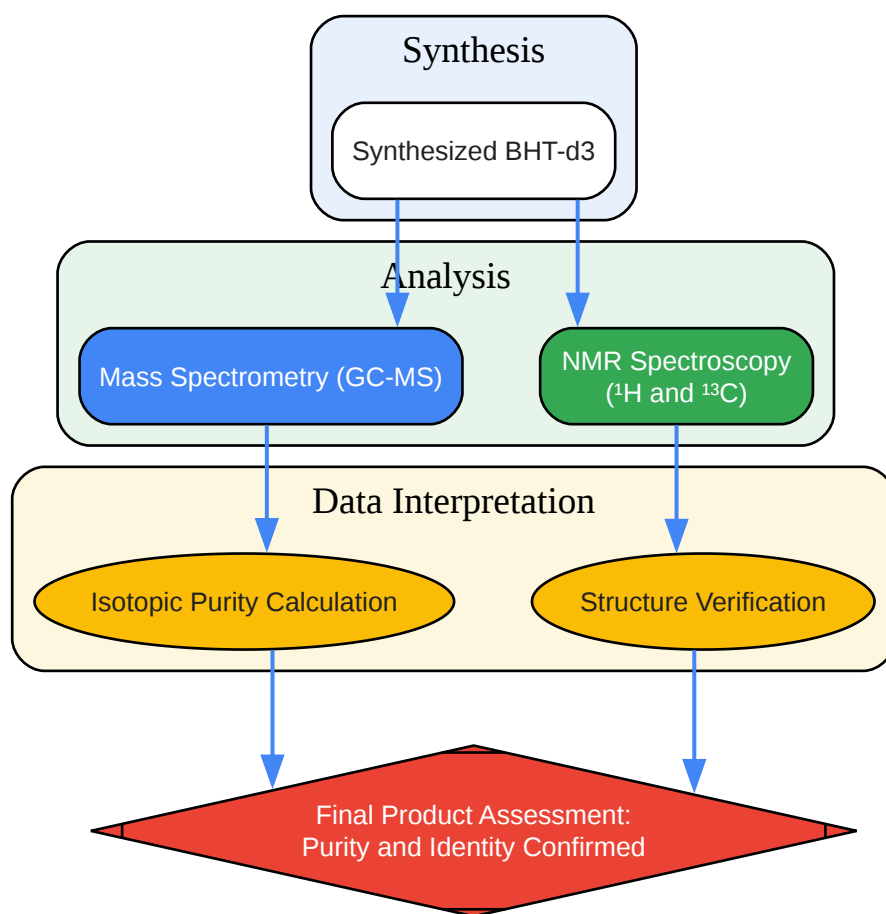 Synthesis
Synthesized BHT-d3
Analysis
Mass Spectrometry (GC-MS)
NMR Spectroscopy
(¹H and ¹³C)
Data Interpretation
Isotopic Purity Calculation
Structure Verification
Final Product Assessment:
Purity and Identity Confirmed